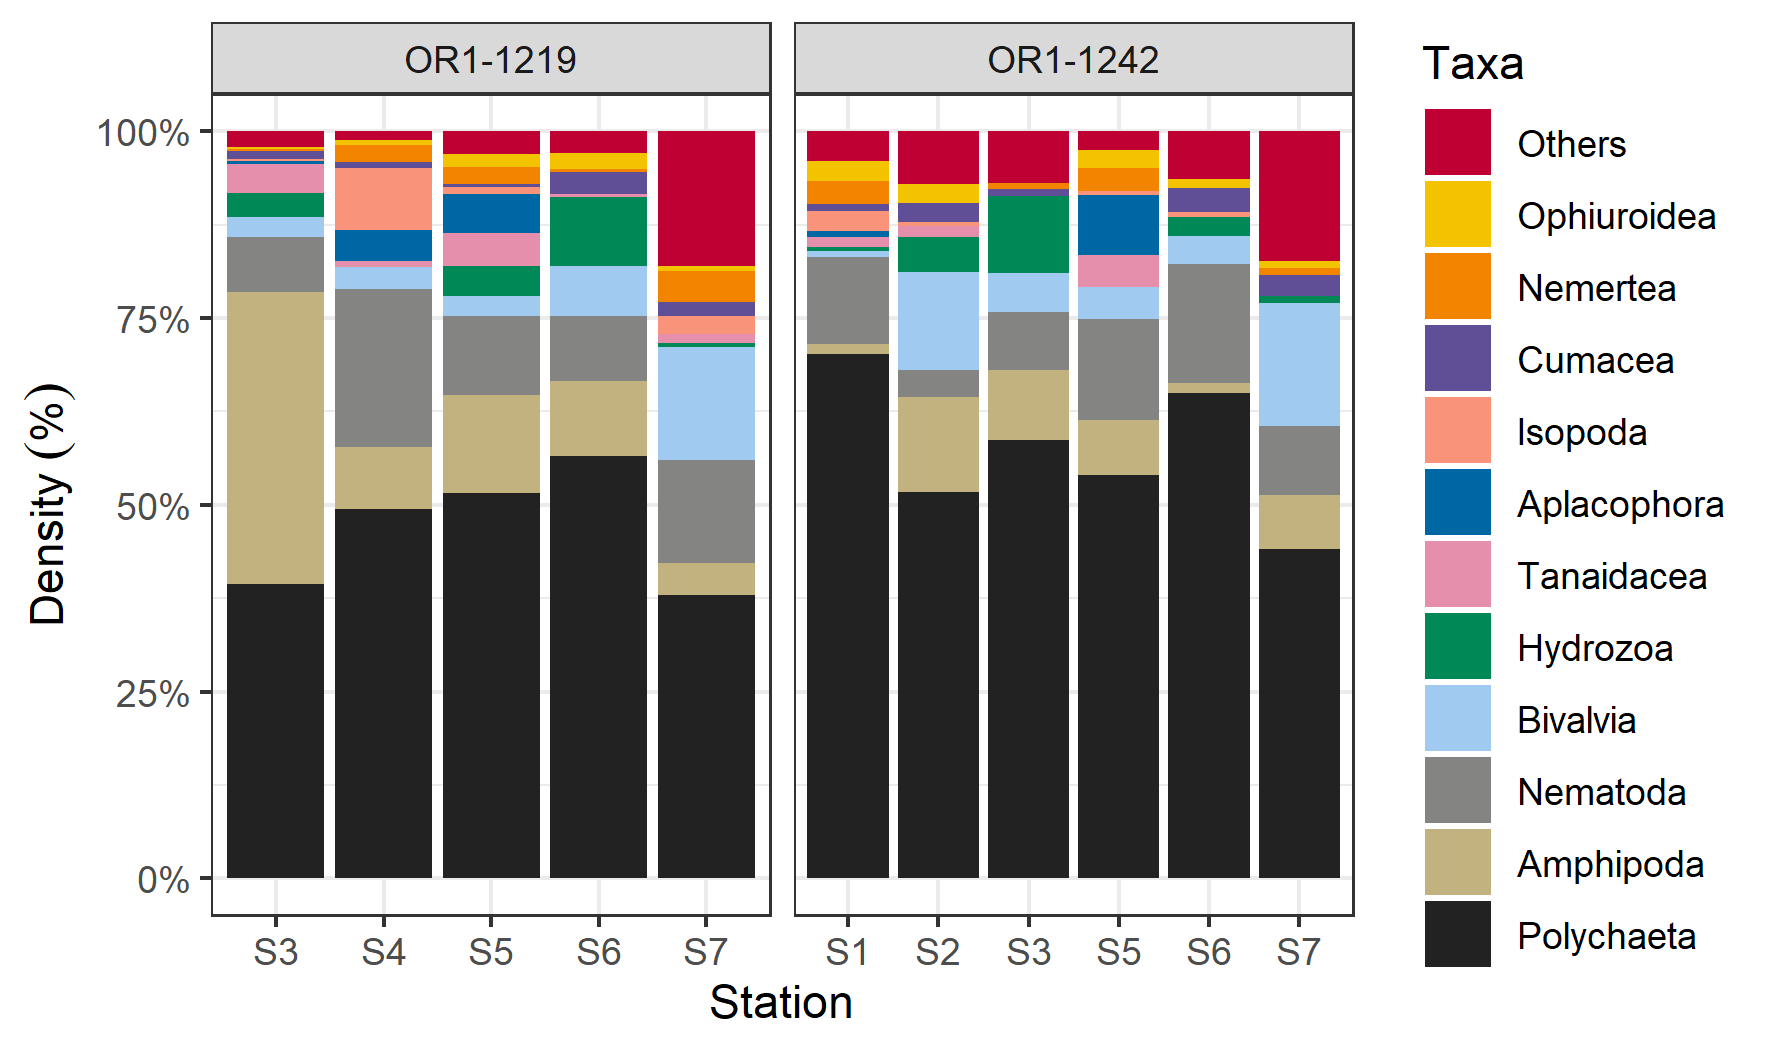 OR1-1219
OR1-1242
Taxa
Others
Ophiuroidea
Nemertea
Cumacea
Isopoda
Aplacophora
Tanaidacea
Hydrozoa
Bivalvia
Nematoda
Amphipoda
Polychaeta
100%
75%
50%
25%
0%
Density (%)
S3 S4 S5 S6 S7
S1 S2 S3 S5 S6 S7
Station